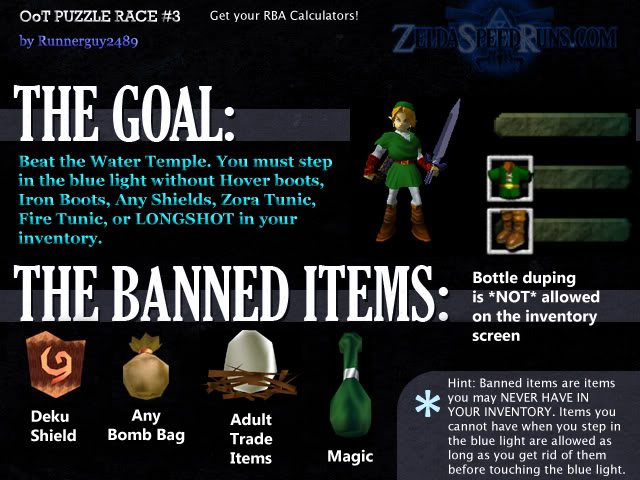 OoT PUZZLE RACE #3
Get your RBA Calculators!
by Runnerguy2489
ZELDASPEEDRUNS.COM
THE GOAL:
Beat the Water Temple. You must step
in the blue light without Hover boots,
Iron Boots, Any Shields, Zora Tunic,
Fire Tunic, or LONGSHOT in your
inventory.
THE BANNED ITEMS:
Bottle duping
is *NOT* allowed
on the inventory
screen
Deku
Shield
Any
Bomb Bag
Adult
Trade
Items
Magic
* Hint: Banned items are items
you may NEVER HAVE IN
YOUR INVENTORY. Items you
cannot have when you step in
the blue light are allowed as
long as you get rid of them
before touching the blue light.